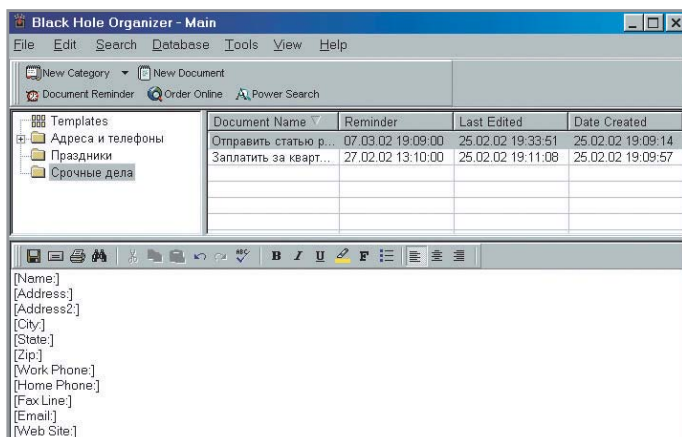 Black Hole Organizer - Main
File Edit Search Database Tools View Help
New Category New Document
Document Reminder Order Online Power Search
Templates
Адреса и телефоны
Праздники
Срочные дела
Document Name Reminder Last Edited Date Created
Отправить статью р... 07.03.02 19:09:00 25.02.02 19:33:51 25.02.02 19:09:14
Заплатить за кварт... 27.02.02 13:10:00 25.02.02 19:11:08 25.02.02 19:09:57
ABC B I U F
[Name:]
[Address:]
[Address2:]
[City:]
[State:]
[Zip:]
[Work Phone:]
[Home Phone:]
[Fax Line:]
[Email:]
[Web Site:]